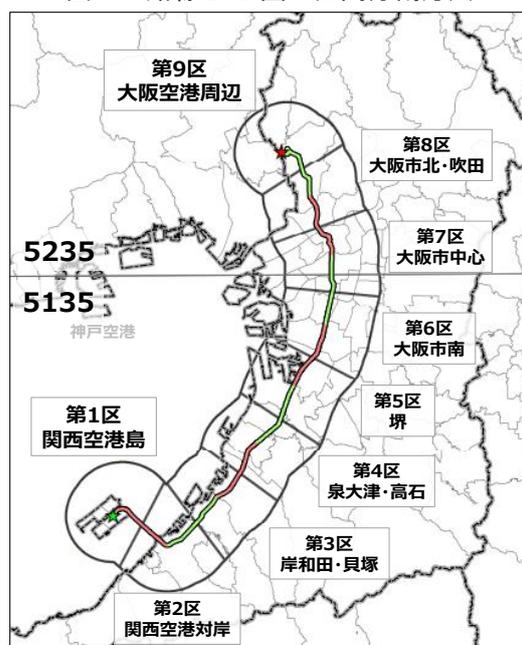 第9区
大阪空港周辺
第8区
大阪市北・吹田
第7区
大阪市中心
5235
5135
神戸空港
第6区
大阪市南
第5区
堺
第1区
関西空港島
第4区
泉大津・高石
第3区
岸和田・貝塚
第2区
関西空港対岸